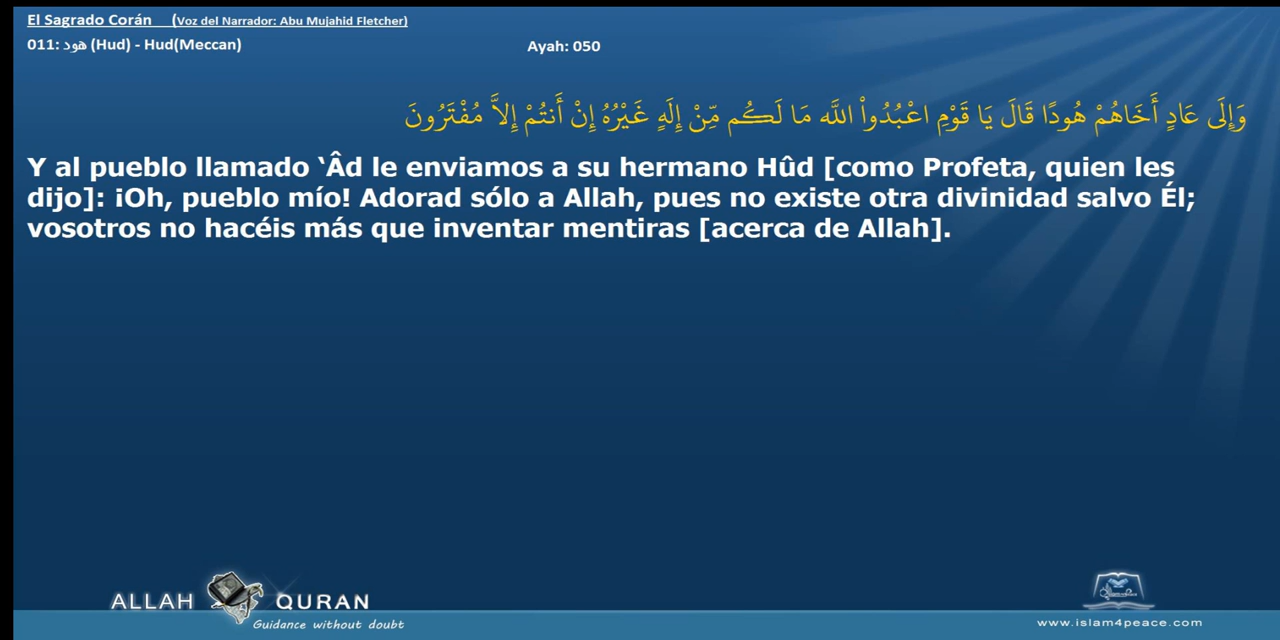 El Sagrado Corán (Voz del Narrador: Abu Mujahid Fletcher)
011: هود (Hud) - Hud(Meccan)
Ayah: 050
وَإِلَى عَادٍ أَخَاهُمْ هُودًا قَالَ يَا قَوْمِ اعْبُدُواْ اللَّه مَا لَكُم مِّنْ إِلَهٍ غَيْرُهُ إِنْ أَنتُمْ إِلاَّ مُفْتَرُونَ
Y al pueblo llamado ‘Âd le enviamos a su hermano Hûd [como Profeta, quien les
dijo]: ¡Oh, pueblo mío! Adorad sólo a Allah, pues no existe otra divinidad salvo Él;
vosotros no hacéis más que inventar mentiras [acerca de Allah].
ALLAH QURAN
Guidance without doubt
www.islam4peace.com